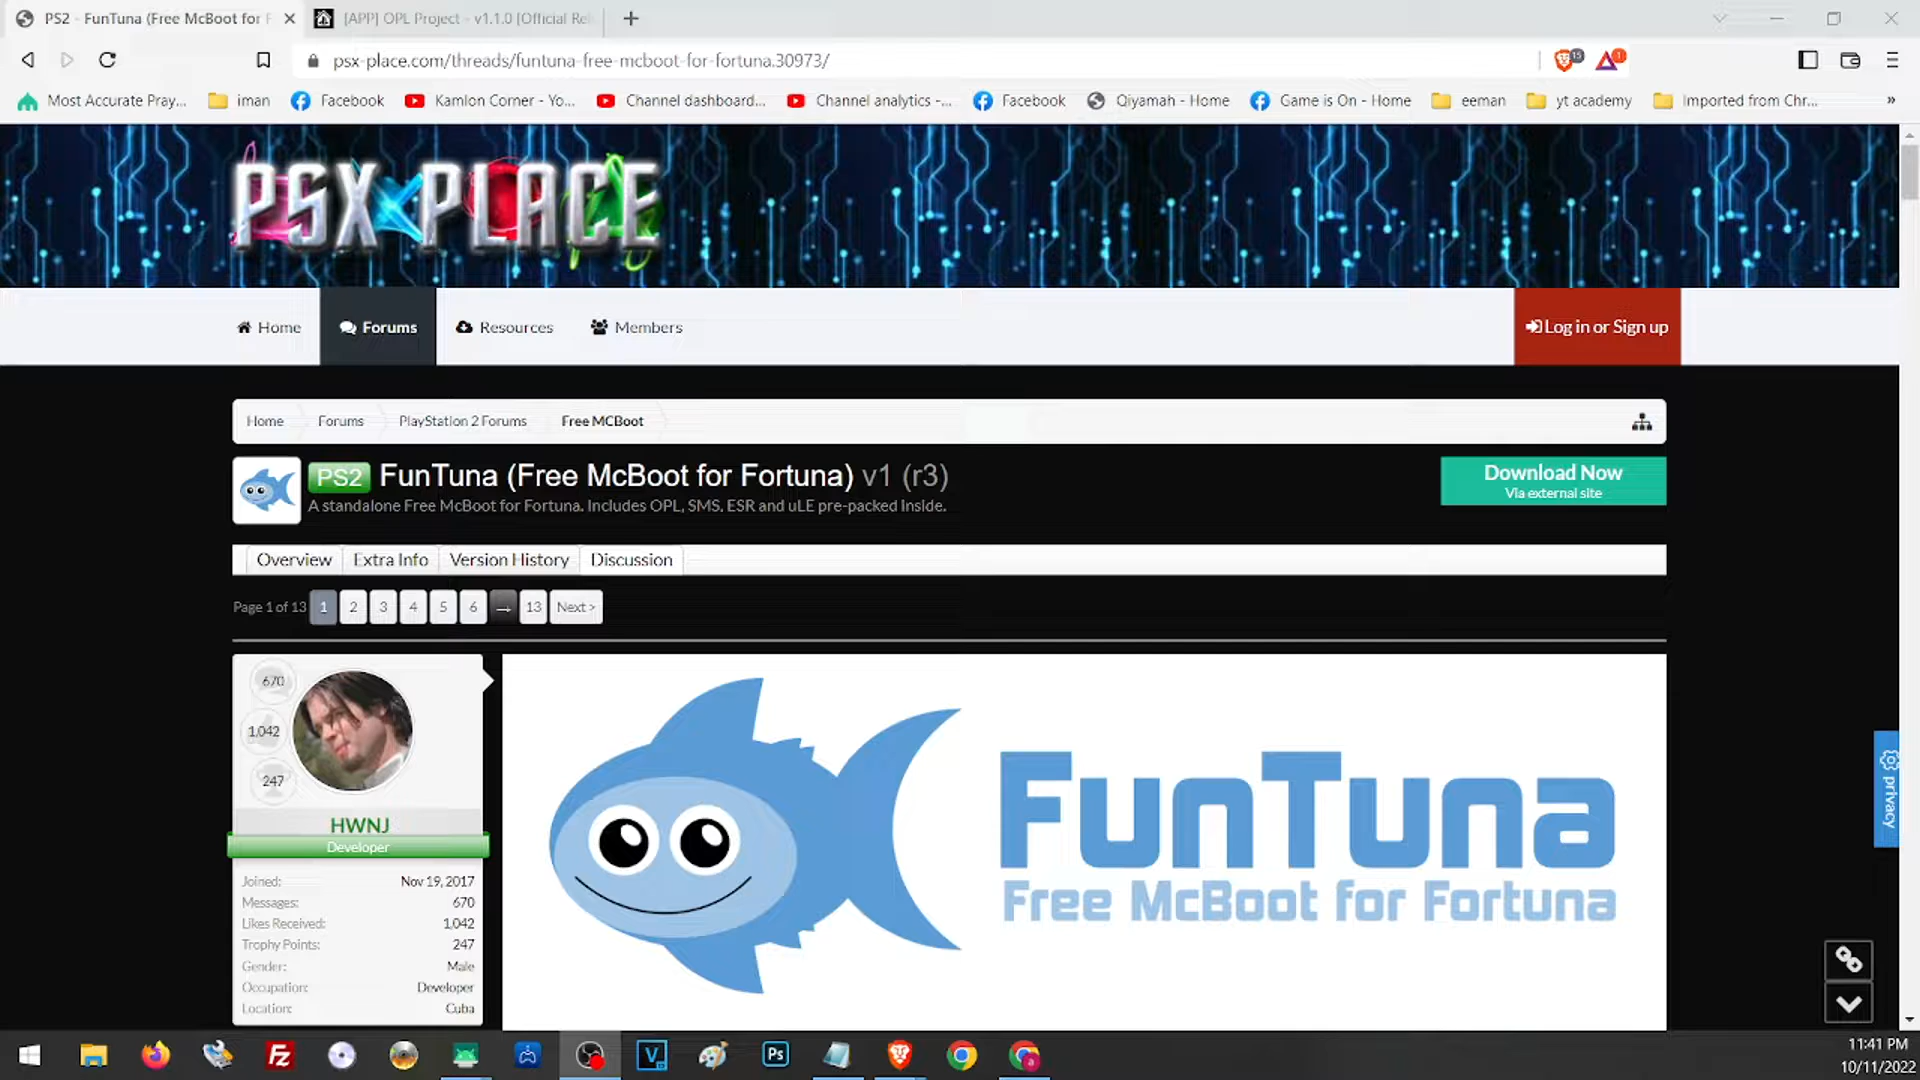 PS2 - FunTuna (Free McBoot for F
[APP] OPL Project - v1.1.0 [Official Rel
psx-place.com/threads/funtuna-free-mcboot-for-fortuna.30973/
15
1
Most Accurate Pray...
iman
Facebook
Kamlon Corner - Yo...
Channel dashboard...
Channel analytics -...
Facebook
Qiyamah - Home
Game is On - Home
eeman
yt academy
Imported from Chr...
»
PSX-PLACE
Home
Forums
Resources
Members
Log in or Sign up
Home
Forums
PlayStation 2 Forums
Free MCBoot
PS2 FunTuna (Free McBoot for Fortuna) v1 (r3)
A standalone Free McBoot for Fortuna. Includes OPL, SMS, ESR and uLE pre-packed inside.
Download Now
Via external site
Overview
Extra Info
Version History
Discussion
Page 1 of 13 1 2 3 4 5 6 → 13 Next >
670
1,042
247
HWNJ
Developer
Joined: Nov 19, 2017
Messages: 670
Likes Received: 1,042
Trophy Points: 247
Gender: Male
Occupation: Developer
Location: Cuba
FunTuna
Free McBoot for Fortuna
privacy
Fz
V
Ps
11:41 PM
10/11/2022